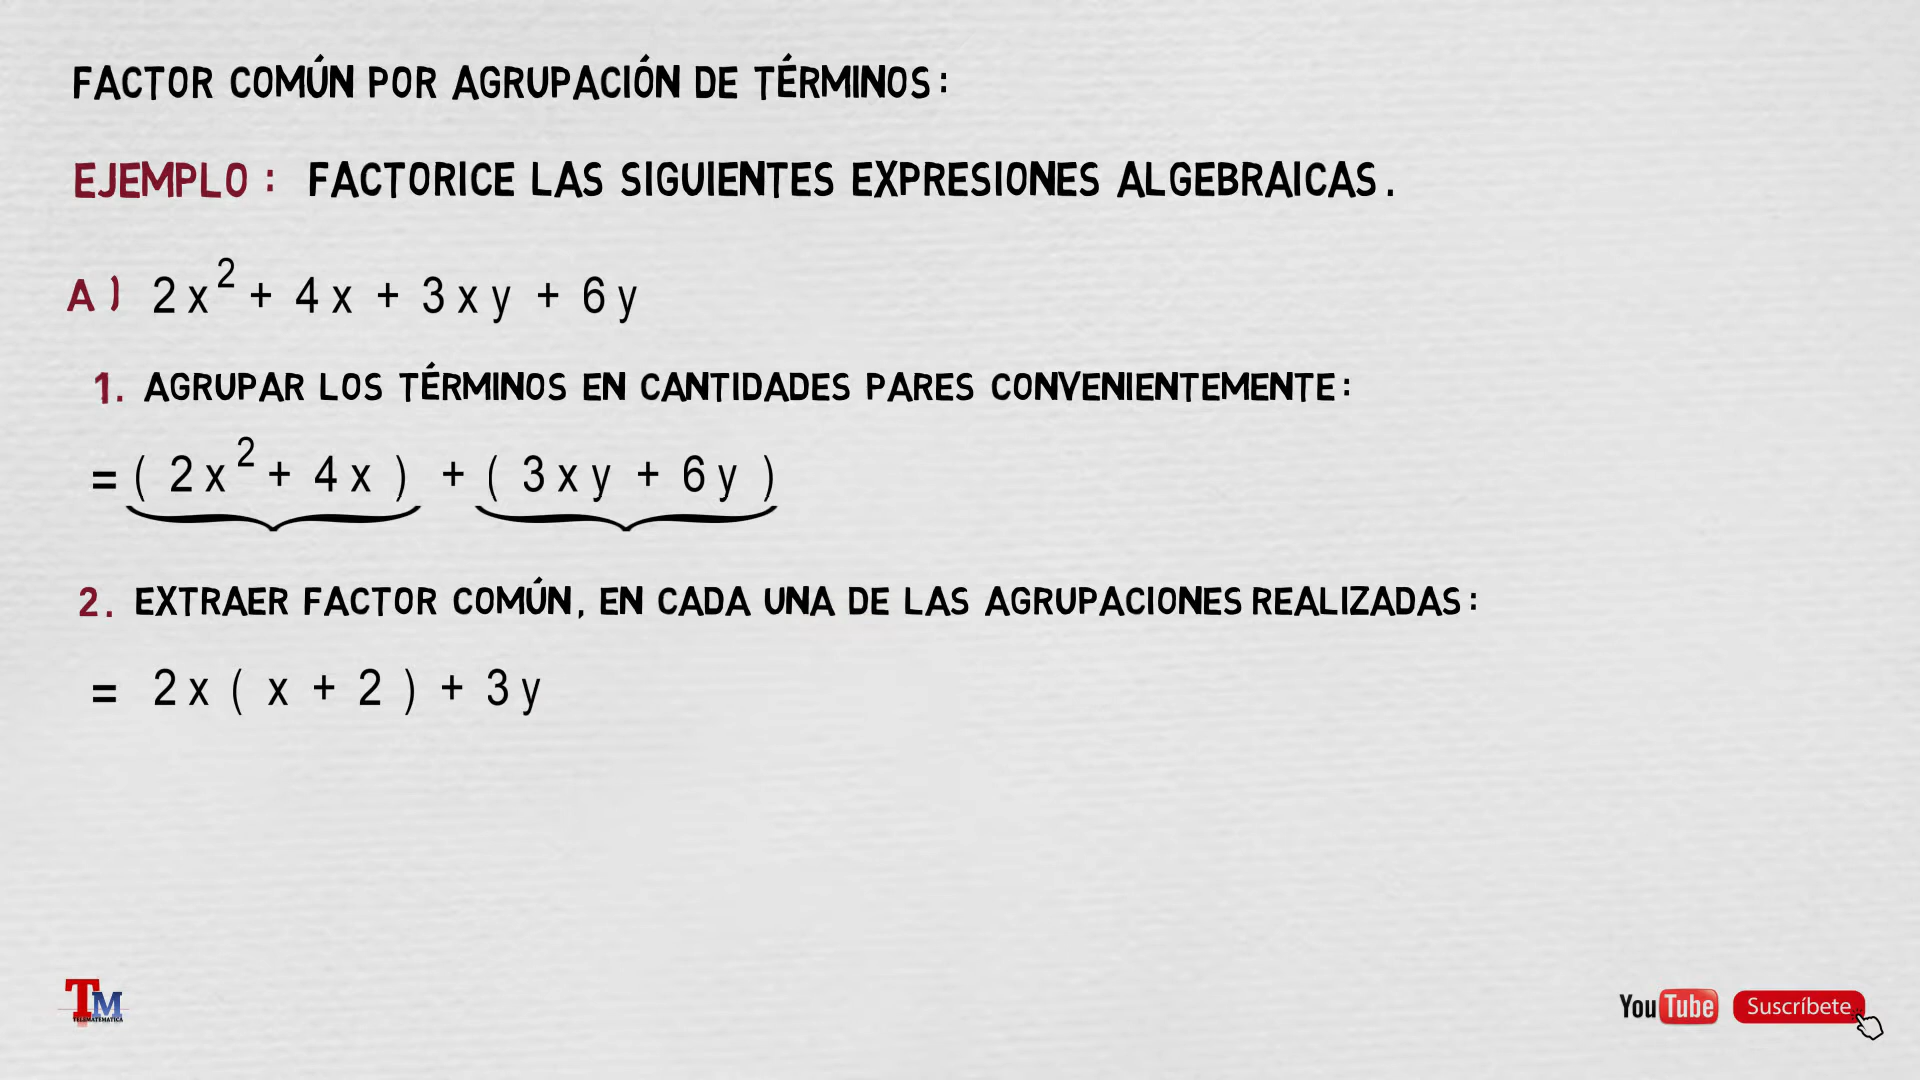 FACTOR COMÚN POR AGRUPACIÓN DE TÉRMINOS:
EJEMPLO: FACTORICE LAS SIGUIENTES EXPRESIONES ALGEBRAICAS.
A) 2x² + 4x + 3xy + 6y
1. AGRUPAR LOS TÉRMINOS EN CANTIDADES PARES CONVENIENTEMENTE:
= (2x² + 4x) + (3xy + 6y)
2. EXTRAER FACTOR COMÚN, EN CADA UNA DE LAS AGRUPACIONES REALIZADAS:
= 2x(x + 2) + 3y
TM
TELEMATEMATICA
YouTube Suscríbete